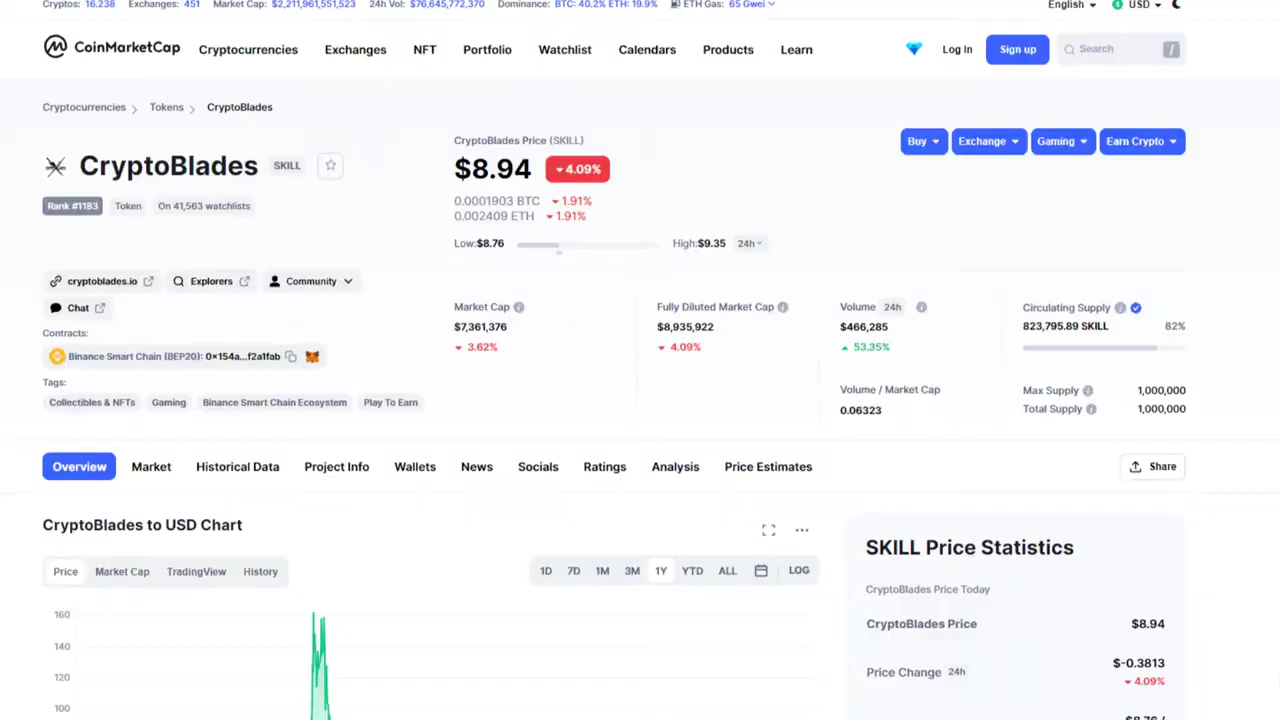 Cryptos: 16.238 Exchanges: 451 Market Cap: $2,211,961,551,523 24h Vol: $76,645,772,370 Dominance: BTC: 40.2% ETH: 19.9% ETH Gas: 65 Gwei English USD
CoinMarketCap Cryptocurrencies Exchanges NFT Portfolio Watchlist Calendars Products Learn Log In Sign up Search /
Cryptocurrencies Tokens CryptoBlades
CryptoBlades SKILL
Rank #1183 Token On 41,563 watchlists
cryptoblades.io Explorers Community
Chat
Contracts:
Binance Smart Chain (BEP20): 0x154a...f2a1fab
Tags:
Collectibles & NFTs Gaming Binance Smart Chain Ecosystem Play To Earn
CryptoBlades Price (SKILL)
$8.94 4.09%
0.0001903 BTC 1.91%
0.002409 ETH 1.91%
Low:$8.76 High:$9.35 24h
Buy Exchange Gaming Earn Crypto
Market Cap
$7,361,376
3.62%
Fully Diluted Market Cap
$8,935,922
4.09%
Volume 24h
$466,285
53.35%
Volume / Market Cap
0.06323
Circulating Supply
823,795.89 SKILL 82%
Max Supply 1,000,000
Total Supply 1,000,000
Overview Market Historical Data Project Info Wallets News Socials Ratings Analysis Price Estimates Share
CryptoBlades to USD Chart
Price Market Cap TradingView History 1D 7D 1M 3M 1Y YTD ALL LOG
160
140
120
100
SKILL Price Statistics
CryptoBlades Price Today
CryptoBlades Price $8.94
Price Change 24h $-0.3813
4.09%
$8.76 /